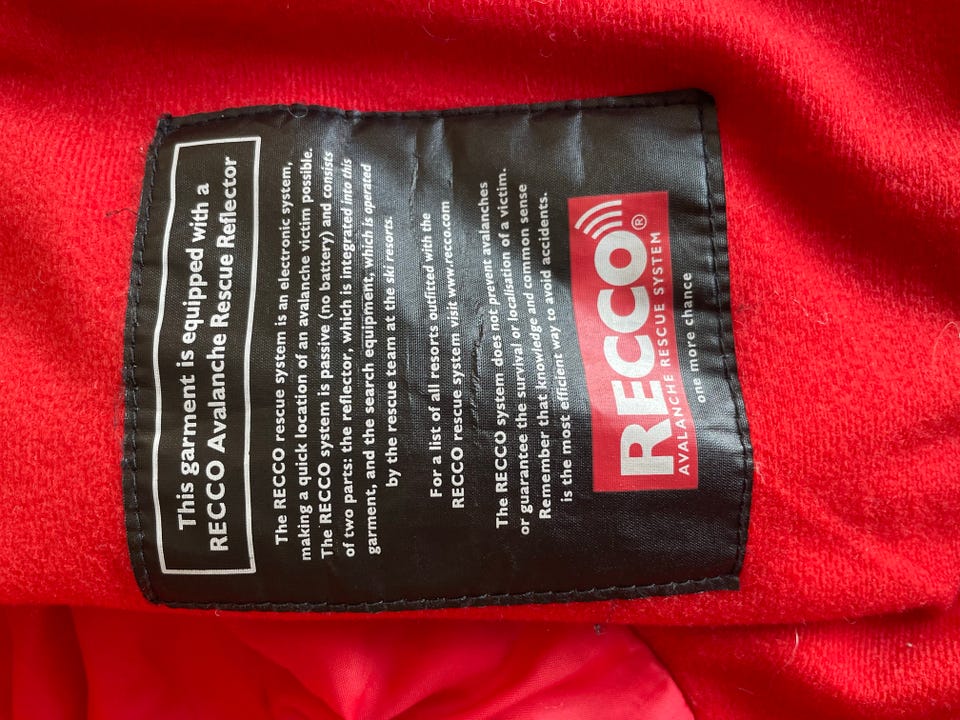 This garment is equipped with a
RECCO Avalanche Rescue Reflector
The RECCO rescue system is an electronic system,
making a quick location of an avalanche victim possible.
The RECCO system is passive (no battery) and consists
of two parts: the reflector, which is integrated into this
garment, and the search equipment, which is operated
by the rescue team at the ski resorts.
For a list of all resorts outfitted with the
RECCO rescue system visit www.recco.com
The RECCO system does not prevent avalanches
or guarantee the survival or localisation of a victim.
Remember that knowledge and common sense
is the most efficient way to avoid accidents.
RECCO®
AVALANCHE RESCUE SYSTEM
one more chance